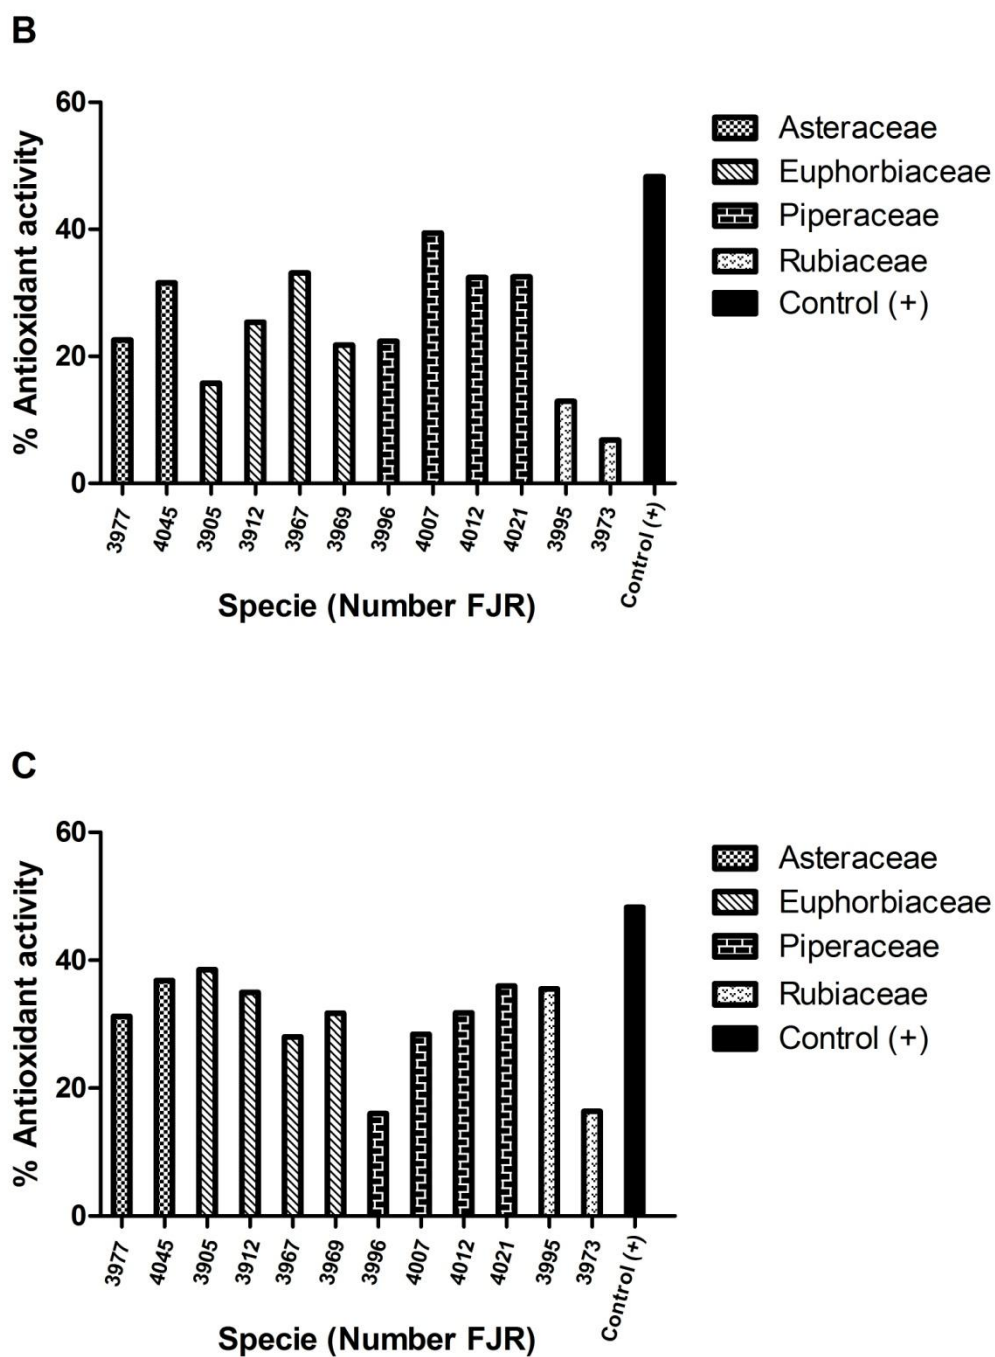 B
% Antioxidant activity
60
40
20
0
3977 4045 3905 3912 3967 3969 3996 4007 4012 4021 3995 3973 Control (+)
Specie (Number FJR)
Asteraceae
Euphorbiaceae
Piperaceae
Rubiaceae
Control (+)
C
% Antioxidant activity
60
40
20
0
3977 4045 3905 3912 3967 3969 3996 4007 4012 4021 3995 3973 Control (+)
Specie (Number FJR)
Asteraceae
Euphorbiaceae
Piperaceae
Rubiaceae
Control (+)